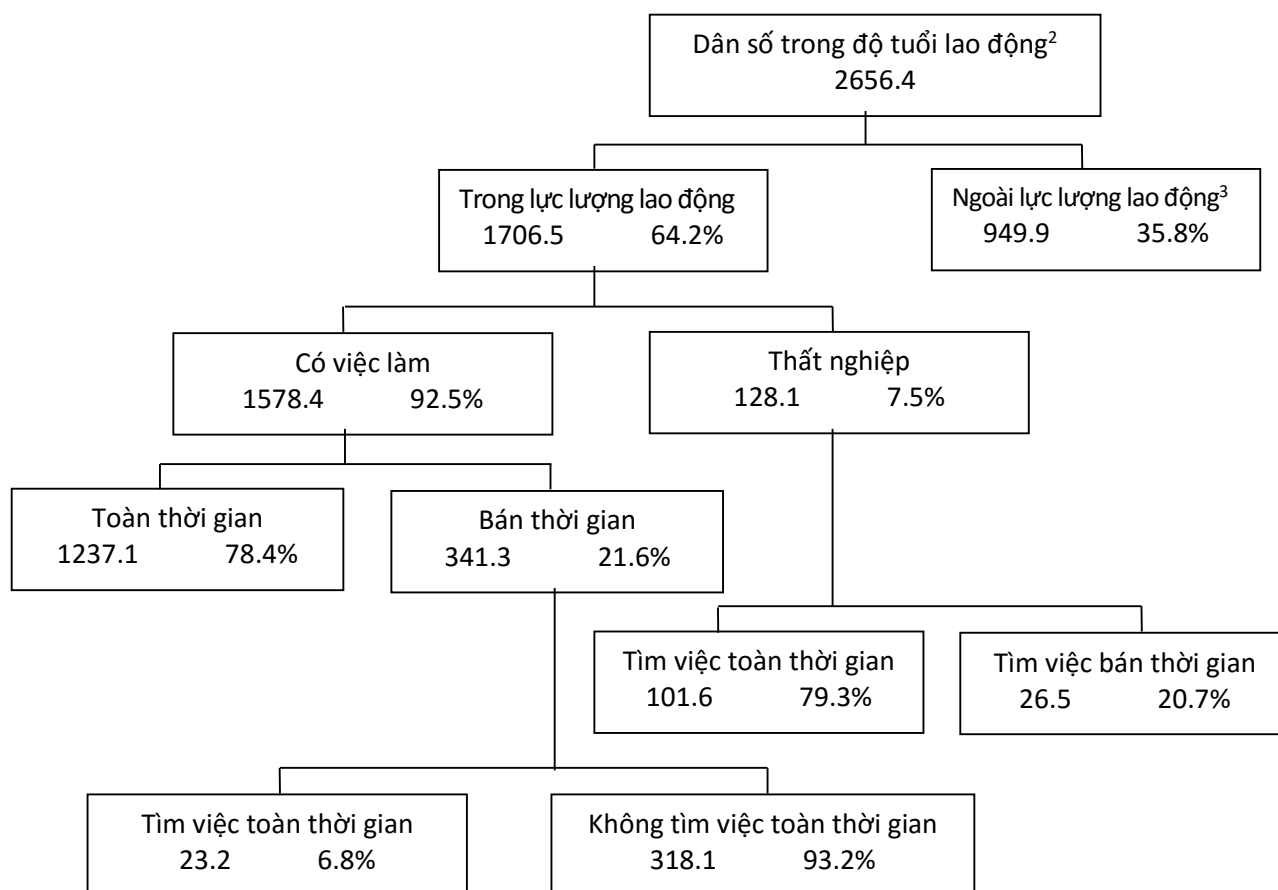 Dân số trong độ tuổi lao động²
2656.4
Trong lực lượng lao động
1706.5 64.2%
Ngoài lực lượng lao động³
949.9 35.8%
Có việc làm
1578.4 92.5%
Thất nghiệp
128.1 7.5%
Toàn thời gian
1237.1 78.4%
Bán thời gian
341.3 21.6%
Tìm việc toàn thời gian
101.6 79.3%
Tìm việc bán thời gian
26.5 20.7%
Tìm việc toàn thời gian
23.2 6.8%
Không tìm việc toàn thời gian
318.1 93.2%